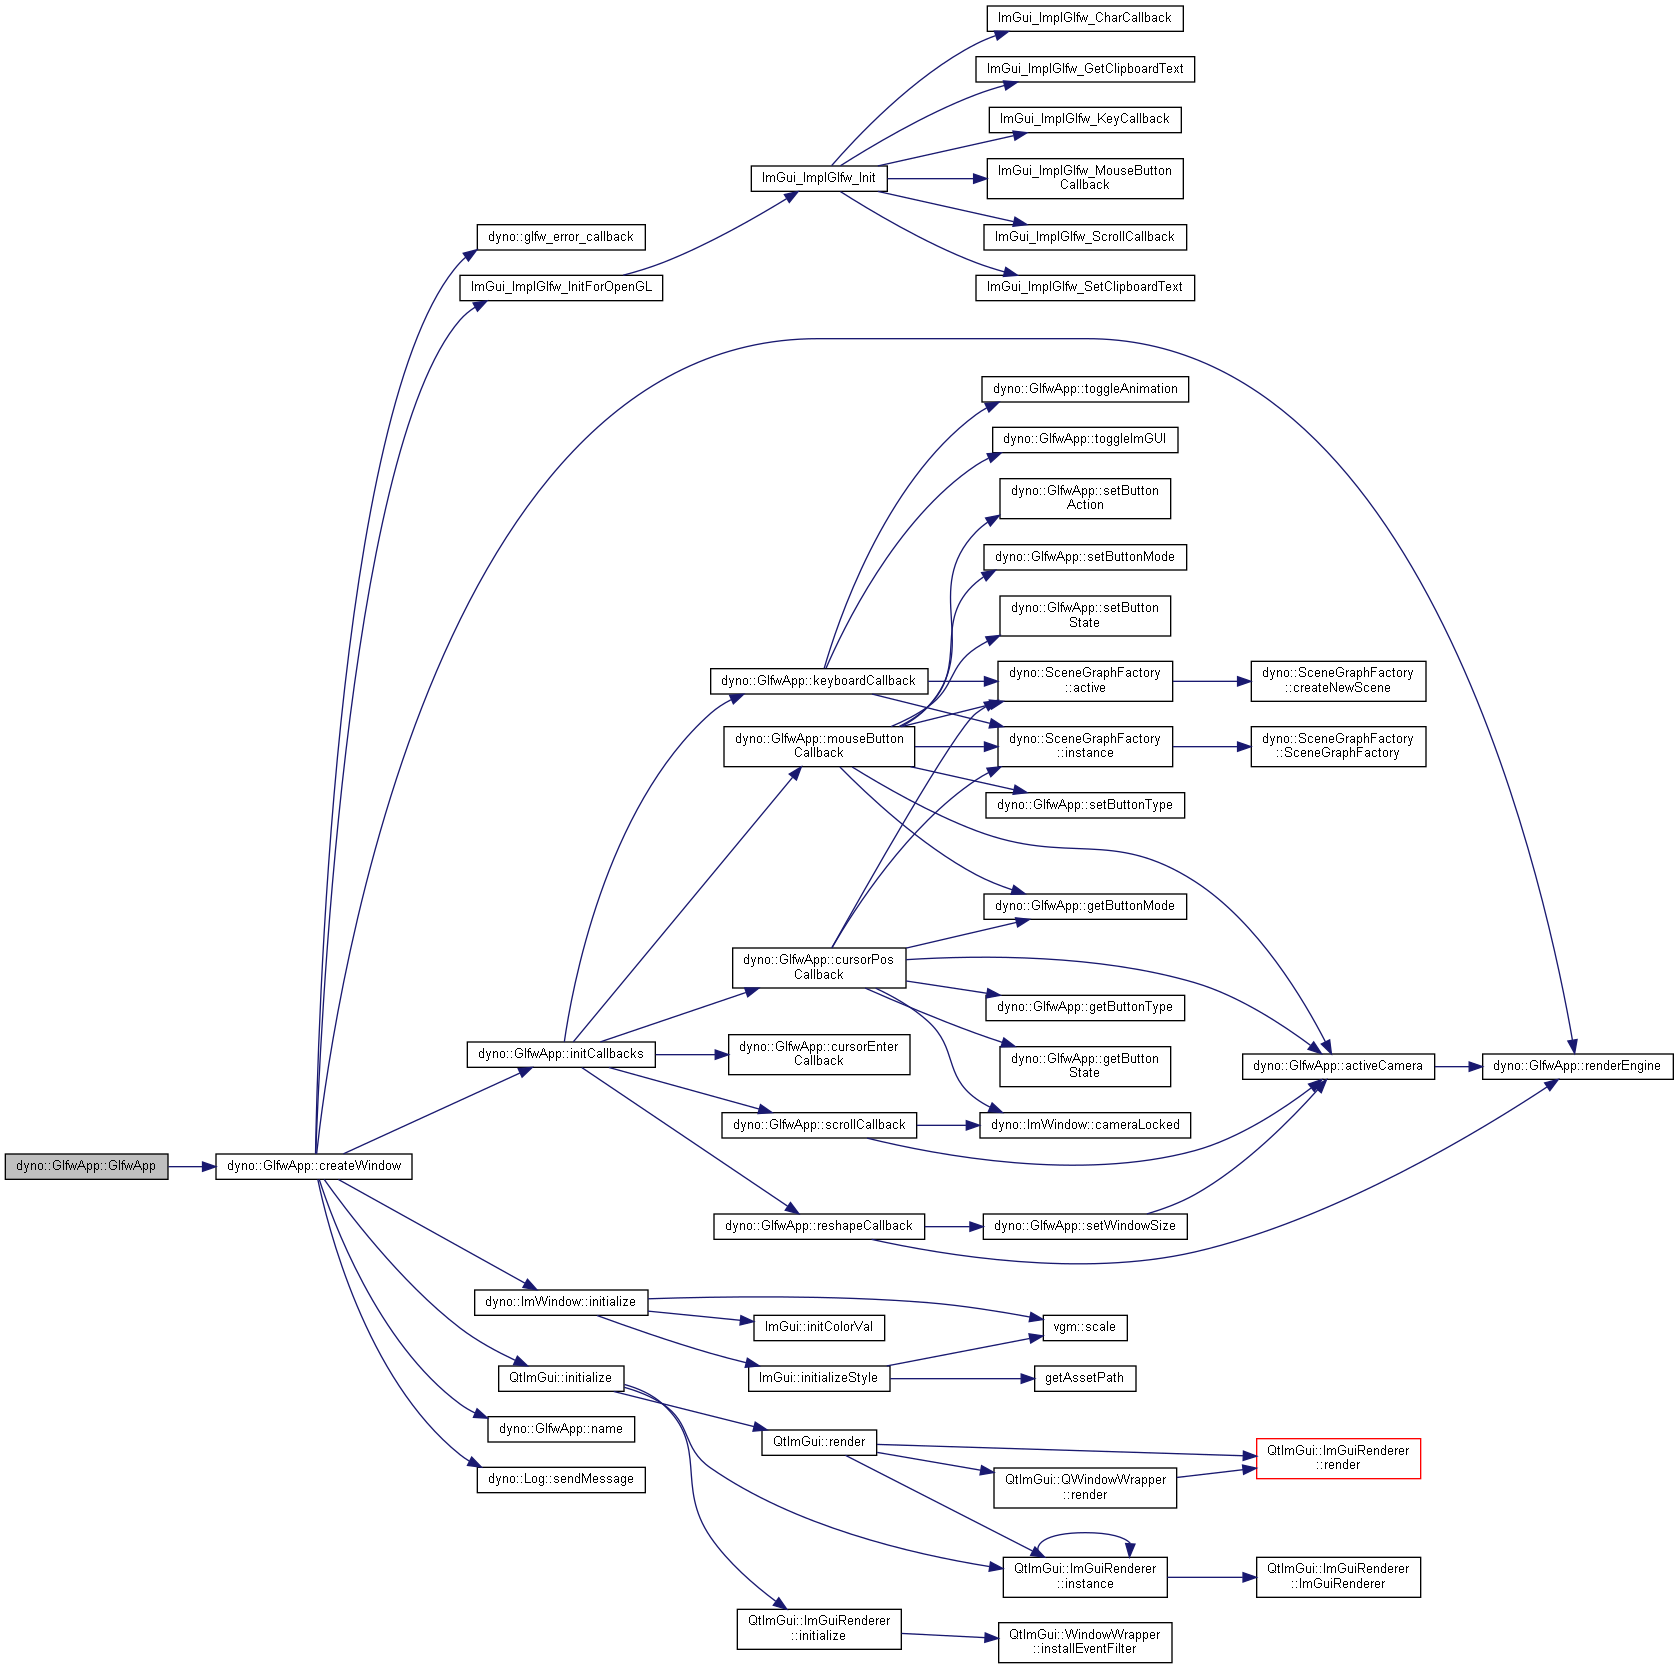 ImGui_ImplGlfw_CharCallback
ImGui_ImplGlfw_GetClipboardText
ImGui_ImplGlfw_KeyCallback
ImGui_ImplGlfw_Init
ImGui_ImplGlfw_MouseButton
Callback
dyno::glfw_error_callback
ImGui_ImplGlfw_ScrollCallback
ImGui_ImplGlfw_InitForOpenGL
ImGui_ImplGlfw_SetClipboardText
dyno::GlfwApp::toggleAnimation
dyno::GlfwApp::toggleImGUI
dyno::GlfwApp::setButton
Action
dyno::GlfwApp::setButtonMode
dyno::GlfwApp::setButton
State
dyno::GlfwApp::keyboardCallback
dyno::SceneGraphFactory
::active
dyno::SceneGraphFactory
::createNewScene
dyno::GlfwApp::mouseButton
Callback
dyno::SceneGraphFactory
::instance
dyno::SceneGraphFactory
::SceneGraphFactory
dyno::GlfwApp::setButtonType
dyno::GlfwApp::getButtonMode
dyno::GlfwApp::cursorPos
Callback
dyno::GlfwApp::getButtonType
dyno::GlfwApp::initCallbacks
dyno::GlfwApp::cursorEnter
Callback
dyno::GlfwApp::getButton
State
dyno::GlfwApp::activeCamera
dyno::GlfwApp::renderEngine
dyno::GlfwApp::scrollCallback
dyno::ImWindow::cameraLocked
dyno::GlfwApp::GlfwApp
dyno::GlfwApp::createWindow
dyno::GlfwApp::reshapeCallback
dyno::GlfwApp::setWindowSize
dyno::ImWindow::initialize
ImGui::initColorVal
vgm::scale
QtImGui::initialize
ImGui::initializeStyle
getAssetPath
dyno::GlfwApp::name
QtImGui::render
QtImGui::ImGuiRenderer
::render
dyno::Log::sendMessage
QtImGui::QWindowWrapper
::render
QtImGui::ImGuiRenderer
::instance
QtImGui::ImGuiRenderer
::ImGuiRenderer
QtImGui::ImGuiRenderer
::initialize
QtImGui::WindowWrapper
::installEventFilter